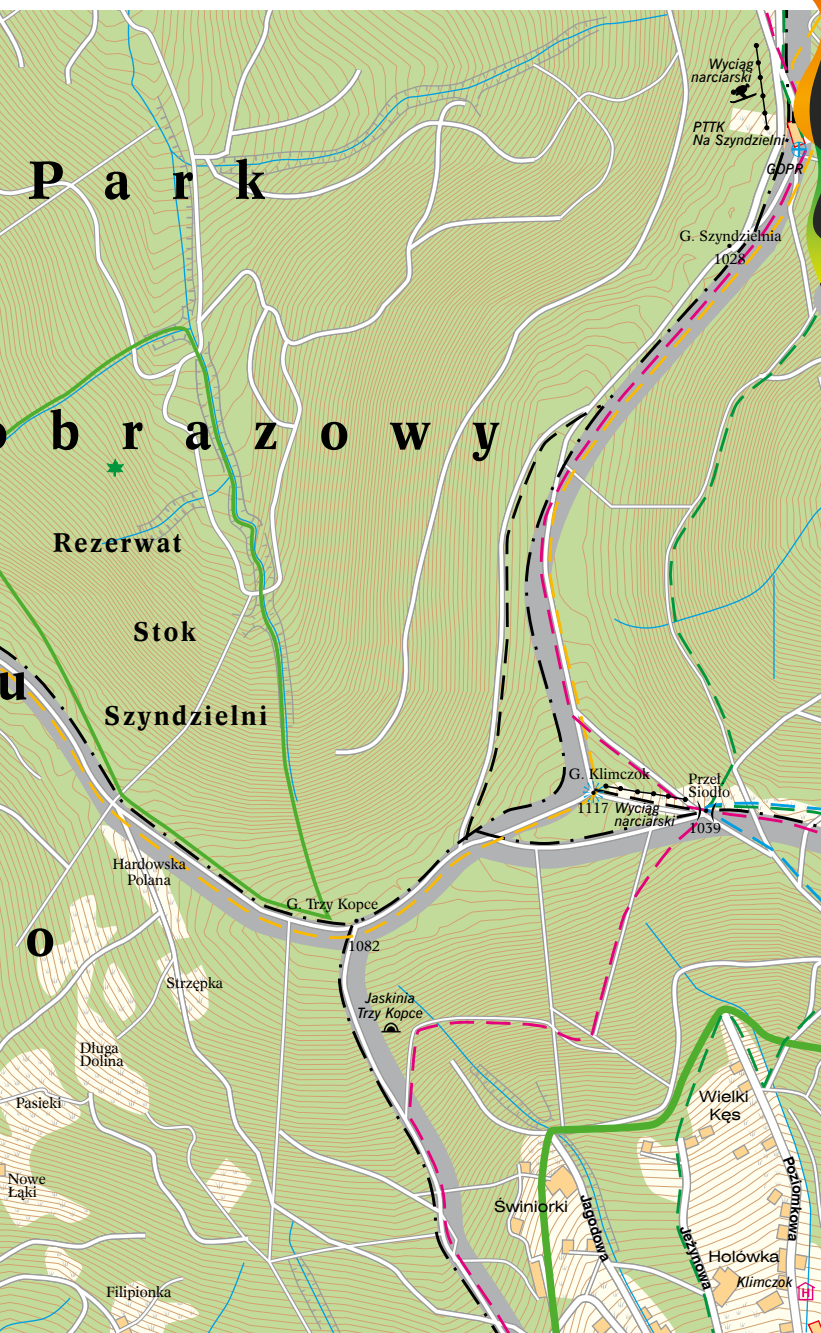 Wyciąg
narciarski
PTTK
Na Szyndzielni
GOPR
P a r k
G. Szyndzielnia
1028
o b r a z o w y
Rezerwat
Stok
Szyndzielni
u
G. Klimczok
1117
Wyciąg
narciarski
Przeł.
Siodło
1039
Hardowska
Polana
G. Trzy Kopce
1082
o
Strzępka
Jaskinia
Trzy Kopce
Długa
Dolina
Pasieki
Wielki
Kęs
Nowe
Łąki
Świniorki
Jagodowa
Jeżynowa
Poziomkowa
Holówka
Klimczok
H
Filipionka